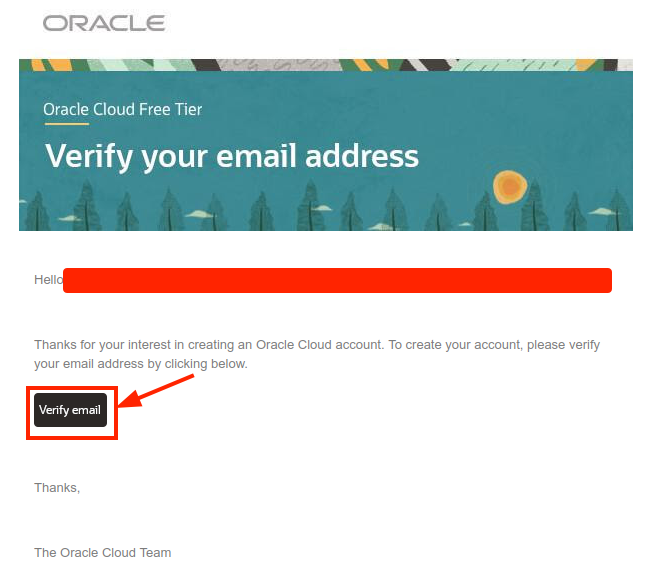 ORACLE
Oracle Cloud Free Tier
Verify your email address
Hello
Thanks for your interest in creating an Oracle Cloud account. To create your account, please verify
your email address by clicking below.
Verify email
Thanks,
The Oracle Cloud Team